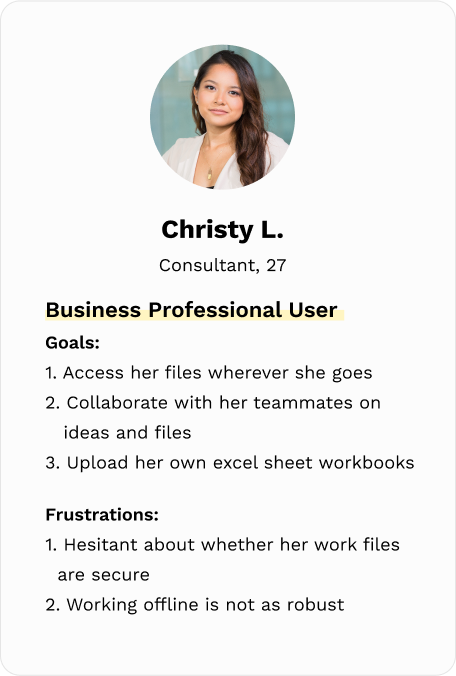 Christy L.
Consultant, 27
Business Professional User
Goals:
1. Access her files wherever she goes
2. Collaborate with her teammates on
ideas and files
3. Upload her own excel sheet workbooks
Frustrations:
1. Hesitant about whether her work files
are secure
2. Working offline is not as robust